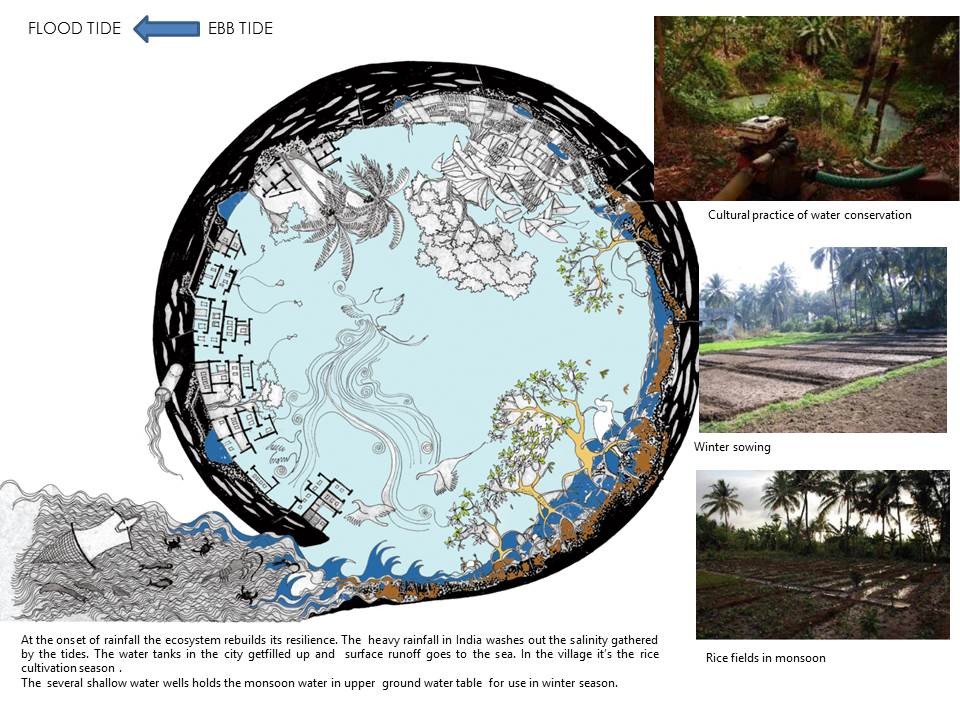 FLOOD TIDE
EBB TIDE
Cultural practice of water conservation
Winter sowing
At the onset of rainfall the ecosystem rebuilds its resilience. The heavy rainfall in India washes out the salinity gathered
by the tides. The water tanks in the city getfilled up and surface runoff goes to the sea. In the village it's the rice
cultivation season .
The several shallow water wells holds the monsoon water in upper ground water table for use in winter season.
Rice fields in monsoon